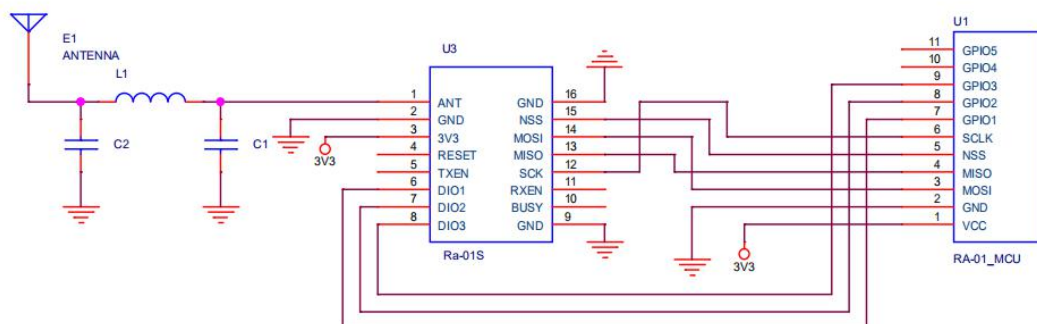 E1
ANTENNA
L1
C2
C1
3V3
U3
1 ANT
2 GND
3 3V3
4 RESET
5 TXEN
6 DIO1
7 DIO2
8 DIO3
GND 16
NSS 15
MOSI 14
MISO 13
SCK 12
RXEN 11
BUSY 10
GND 9
Ra-01S
3V3
U1
11 GPIO5
10 GPIO4
9 GPIO3
8 GPIO2
7 GPIO1
6 SCLK
5 NSS
4 MISO
3 MOSI
2 GND
1 VCC
RA-01_MCU